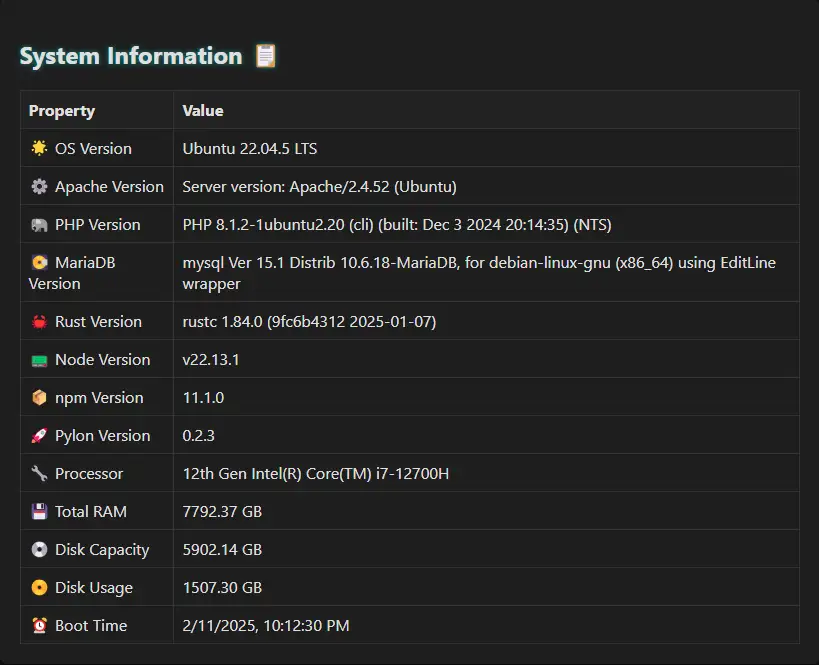 System Information 📋
Property Value
🌟 OS Version Ubuntu 22.04.5 LTS
⚙️ Apache Version Server version: Apache/2.4.52 (Ubuntu)
🐘 PHP Version PHP 8.1.2-1ubuntu2.20 (cli) (built: Dec 3 2024 20:14:35) (NTS)
📀 MariaDB mysql Ver 15.1 Distrib 10.6.18-MariaDB, for debian-linux-gnu (x86_64) using EditLine
Version wrapper
🦀 Rust Version rustc 1.84.0 (9fc6b4312 2025-01-07)
📟 Node Version v22.13.1
📦 npm Version 11.1.0
🚀 Pylon Version 0.2.3
🔧 Processor 12th Gen Intel(R) Core(TM) i7-12700H
💾 Total RAM 7792.37 GB
💿 Disk Capacity 5902.14 GB
📀 Disk Usage 1507.30 GB
⏰ Boot Time 2/11/2025, 10:12:30 PM